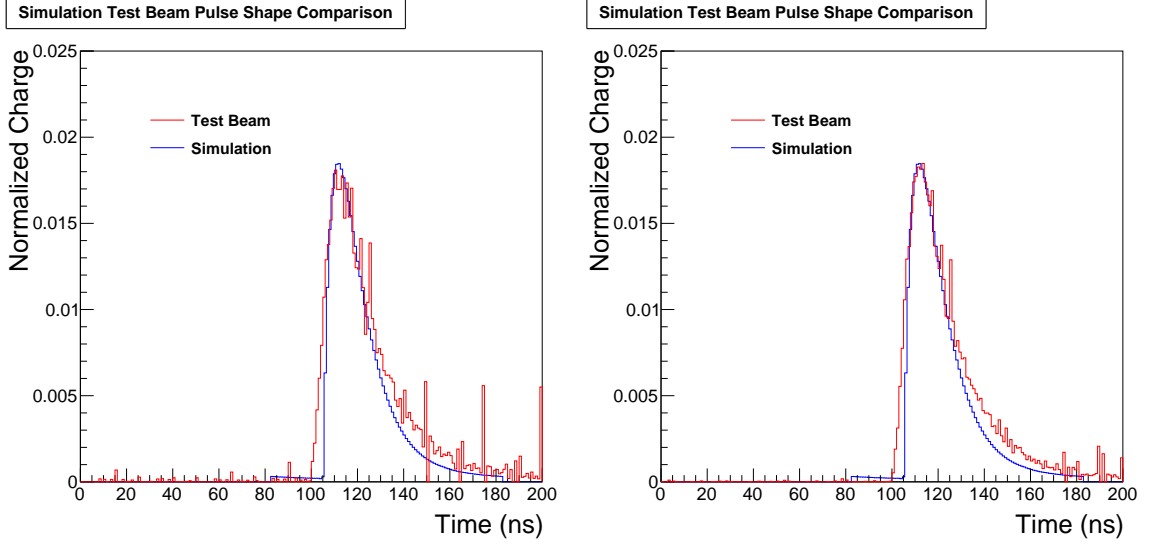 Simulation Test Beam Pulse Shape Comparison
Normalized Charge
0.025
0.02
0.015
0.01
0.005
0
Test Beam
Simulation
0 20 40 60 80 100 120 140 160 180 200
Time (ns)
Simulation Test Beam Pulse Shape Comparison
Normalized Charge
0.025
0.02
0.015
0.01
0.005
0
Test Beam
Simulation
0 20 40 60 80 100 120 140 160 180 200
Time (ns)